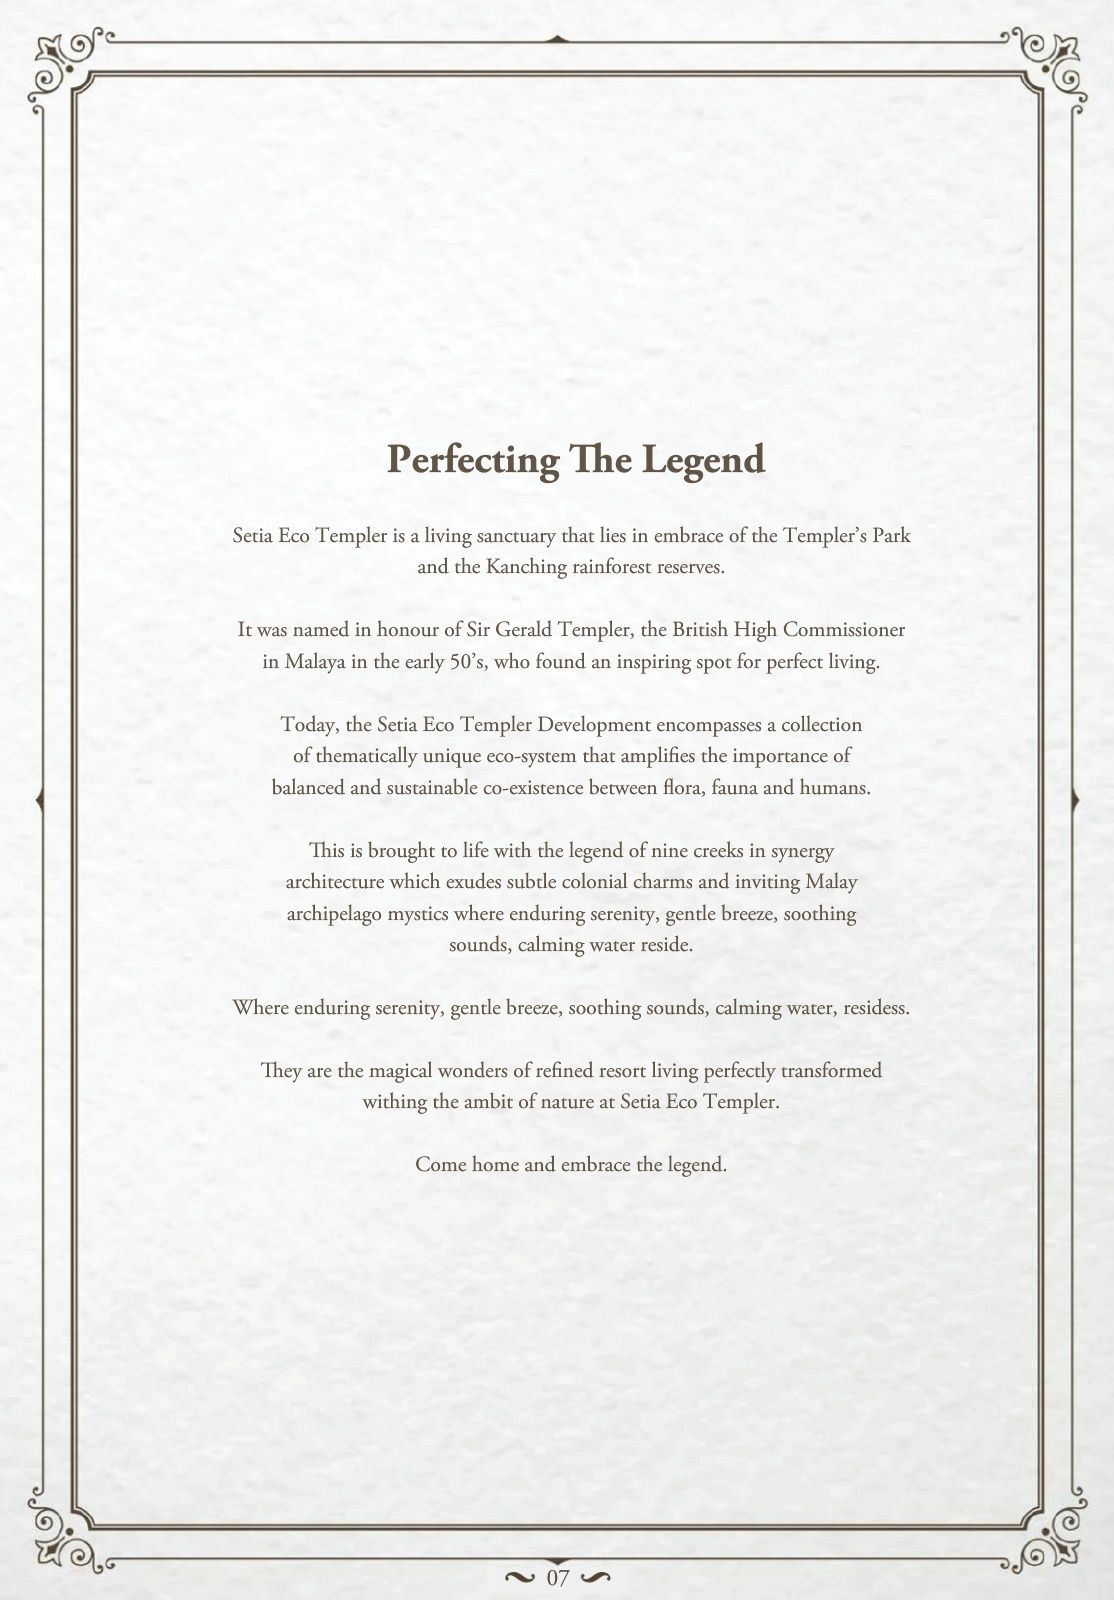 Perfecting The Legend
Setia Eco Templer is a living sanctuary that lies in embrace of the Templer’s Park
and the Kanching rainforest reserves.
It was named in honour of Sir Gerald Templer, the British High Commissioner
in Malaya in the early 50’s, who found an inspiring spot for perfect living.
Today, the Setia Eco Templer Development encompasses a collection
of thematically unique eco-system that amplifies the importance of
balanced and sustainable co-existence between flora, fauna and humans.
This is brought to life with the legend of nine creeks in synergy
architecture which exudes subtle colonial charms and inviting Malay
archipelago mystics where enduring serenity, gentle breeze, soothing
sounds, calming water reside.
Where enduring serenity, gentle breeze, soothing sounds, calming water, residess.
They are the magical wonders of refined resort living perfectly transformed
withing the ambit of nature at Setia Eco Templer.
Come home and embrace the legend.
07